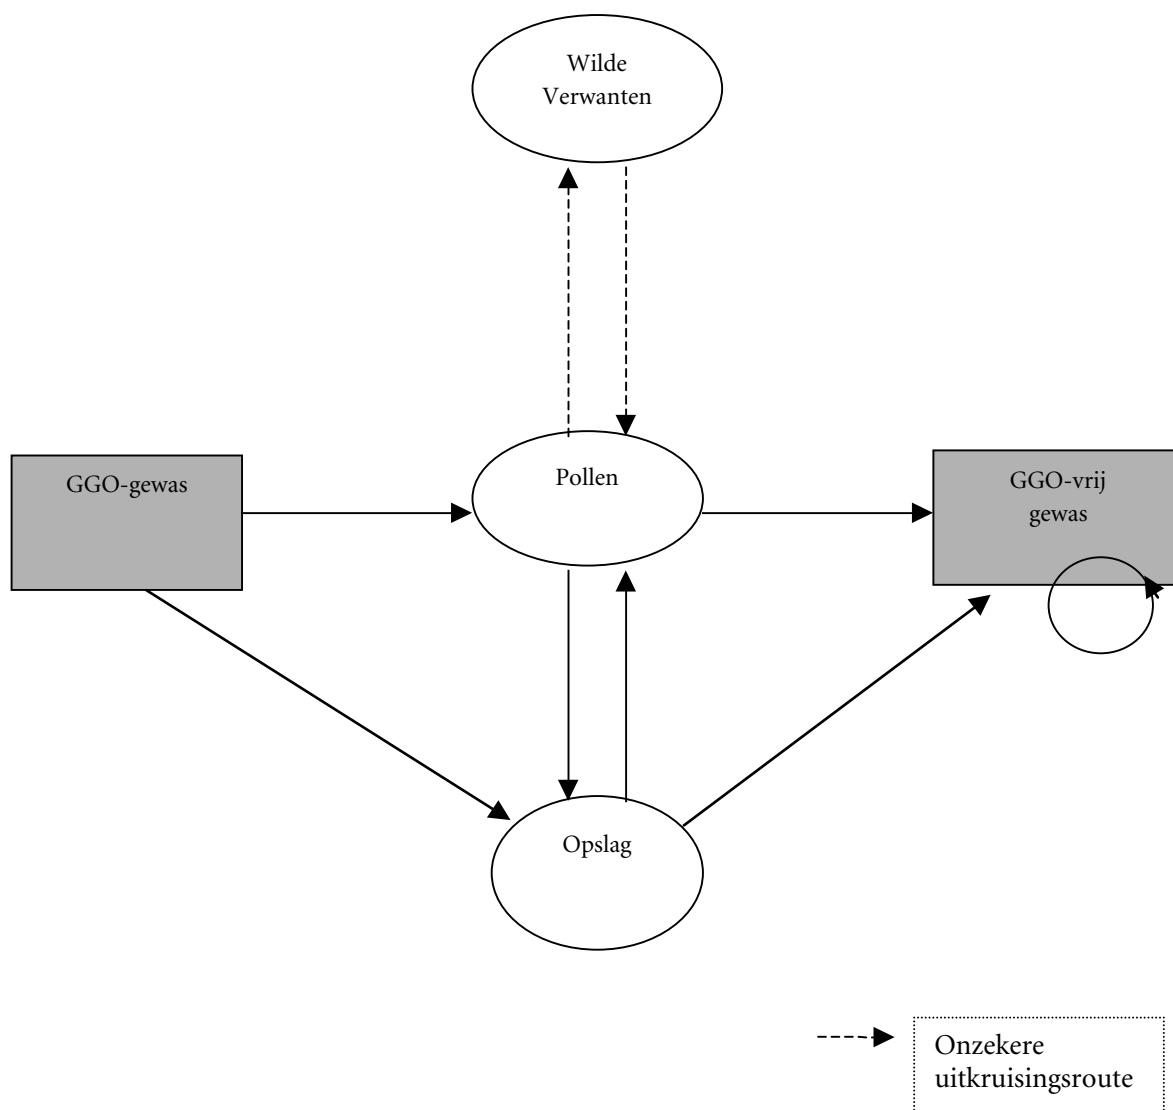 Wilde
Verwanten
Pollen
GGO-gewas
GGO-vrij
gewas
Opslag
Onzekere
uitkruisingsroute